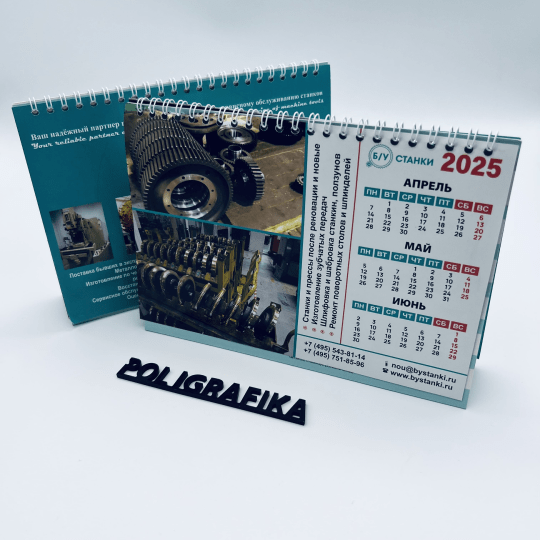 Ваш надёжный партнер
обслуживанию станков
Your reliable partner
of machine tools
Поставка бывших в
Изготовление
Б/У СТАНКИ 2025
Станки и прессы после реновации и новые
Изготовление зубчатых передач
Шлифовка и шабровка станин, ползунов
Ремонт поворотных столов и шпинделей
АПРЕЛЬ
ПН ВТ СР ЧТ ПТ СБ ВС
1 2 3 4 5 6
7 8 9 10 11 12 13
14 15 16 17 18 19 20
21 22 23 24 25 26 27
28 29 30
МАЙ
ПН ВТ СР ЧТ ПТ СБ ВС
1 2 3 4
5 6 7 8 9 10 11
12 13 14 15 16 17 18
19 20 21 22 23 24 25
26 27 28 29 30 31
ИЮНЬ
ПН ВТ СР ЧТ ПТ СБ ВС
1
2 3 4 5 6 7 8
9 10 11 12 13 14 15
16 17 18 19 20 21 22
23 24 25 26 27 28 29
30
+7 (495) 543-81-14
+7 (495) 751-85-96
nou@bystanki.ru
www.bystanki.ru
POLIGRAFIKA